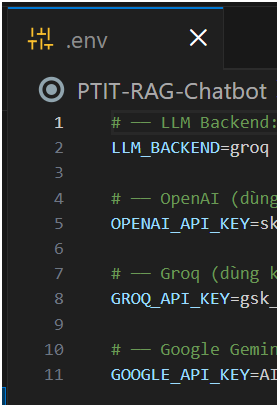 .env
PTIT-RAG-Chatbot
1 # –– LLM Backend:
2 LLM_BACKEND=groq
3
4 # –– OpenAI (dùng
5 OPENAI_API_KEY=sk
6
7 # –– Groq (dùng k
8 GROQ_API_KEY=gsk_
9
10 # –– Google Gemin
11 GOOGLE_API_KEY=AI